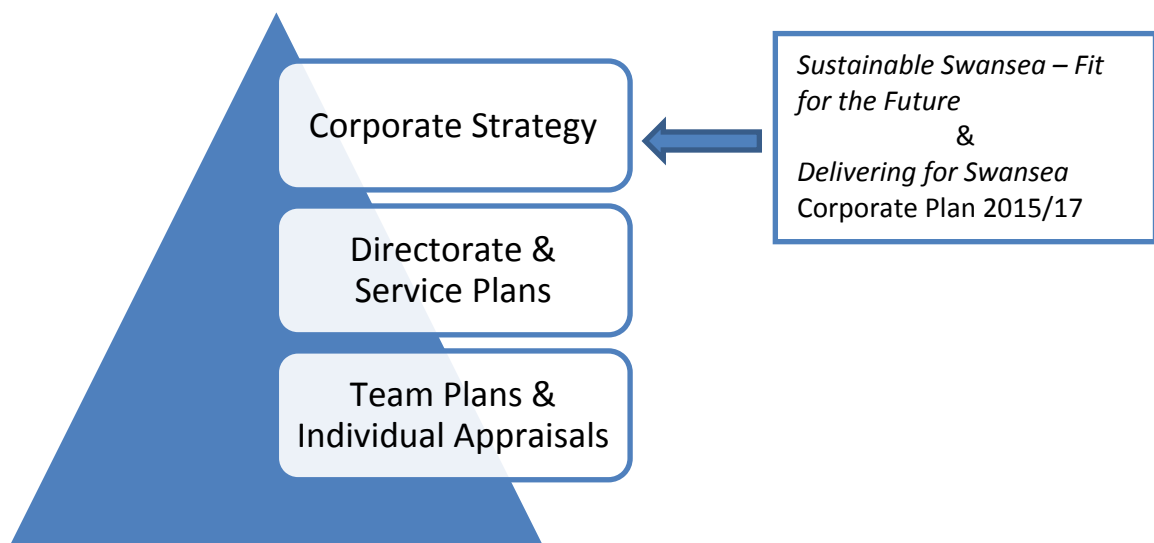 Corporate Strategy
Directorate &
Service Plans
Team Plans &
Individual Appraisals
Sustainable Swansea – Fit
for the Future
&
Delivering for Swansea
Corporate Plan 2015/17